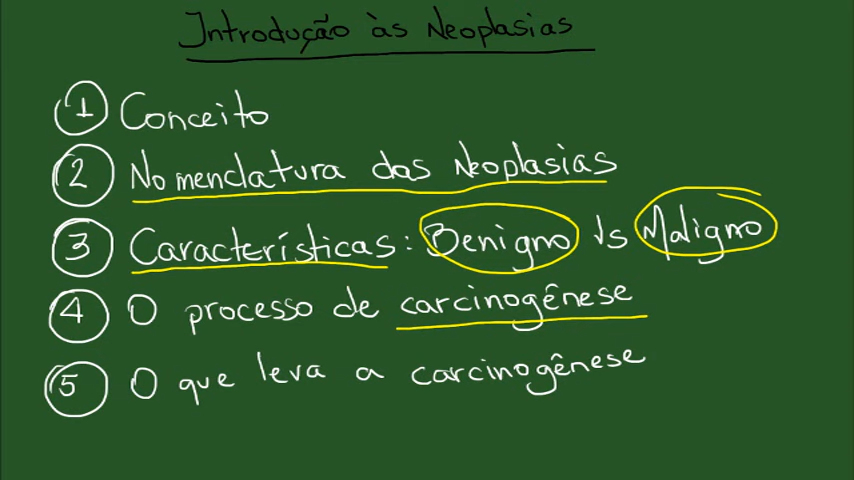 Introdução às Neoplasias
1 Conceito
2 Nomenclatura das Neoplasias
3 Características: Benigno vs Maligno
4 O processo de carcinogênese
5 O que leva a carcinogênese